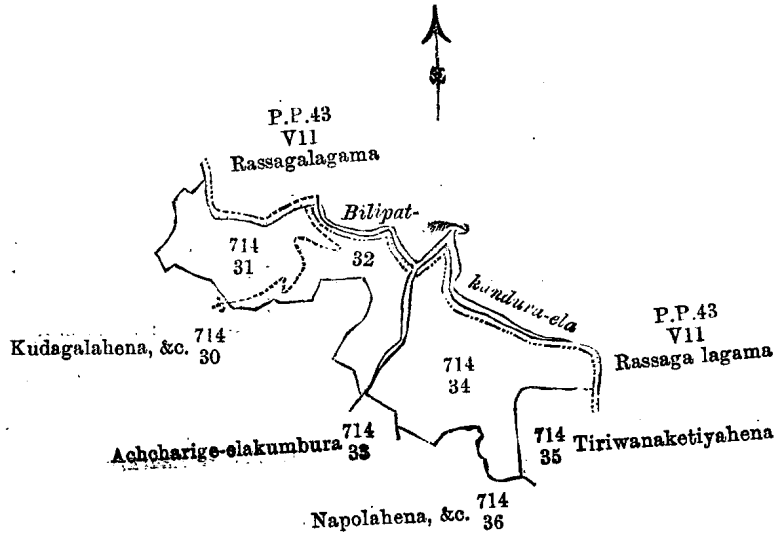 P.P.43
V11
Rassagalagama
Bilipat-
kandura-ela
714
31
714
32
P.P.43
V11
Rassaga lagama
Kudagalahena, &c. 714
30
714
34
Achcharige-elakumbura 714
33
714
35 Tiriwanaketiyahena
Napolahena, &c. 714
36